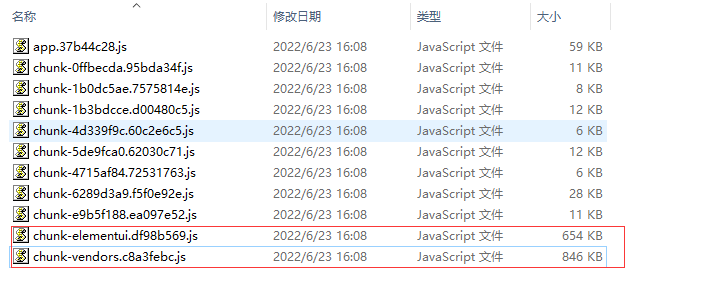 名称 修改日期 类型 大小
app.37b44c28.js 2022/6/23 16:08 JavaScript 文件 59 KB
chunk-0ffbecda.95bda34f.js 2022/6/23 16:08 JavaScript 文件 11 KB
chunk-1b0dc5ae.7575814e.js 2022/6/23 16:08 JavaScript 文件 8 KB
chunk-1b3bdcce.d00480c5.js 2022/6/23 16:08 JavaScript 文件 12 KB
chunk-4d339f9c.60c2e6c5.js 2022/6/23 16:08 JavaScript 文件 6 KB
chunk-5de9fca0.62030c71.js 2022/6/23 16:08 JavaScript 文件 12 KB
chunk-4715af84.72531763.js 2022/6/23 16:08 JavaScript 文件 6 KB
chunk-6289d3a9.f5f0e92e.js 2022/6/23 16:08 JavaScript 文件 28 KB
chunk-e9b5f188.ea097e52.js 2022/6/23 16:08 JavaScript 文件 11 KB
chunk-elementui.df98b569.js 2022/6/23 16:08 JavaScript 文件 654 KB
chunk-vendors.c8a3febc.js 2022/6/23 16:08 JavaScript 文件 846 KB